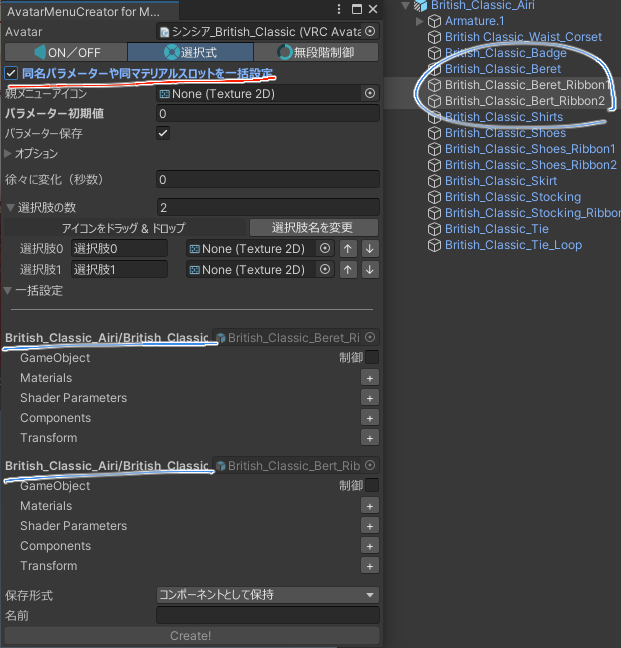 AvatarMenuCreator for M...
Avatar
シンシア_British_Classic (VRC Avata
ON／OFF
選択式
無段階制御
同名パラメーターや同マテリアルスロットを一括設定
親メニューアイコン
None (Texture 2D)
パラメーター初期値
0
パラメーター保存
オプション
徐々に変化（秒数）
0
選択肢の数
2
アイコンをドラッグ & ドロップ
選択肢名を変更
選択肢0
選択肢0
None (Texture 2D)
選択肢1
選択肢1
None (Texture 2D)
一括設定
British_Classic_Airi/British_Classic_
British_Classic_Beret_Ri
GameObject
制御
Materials
+
Shader Parameters
+
Components
+
Transform
+
British_Classic_Airi/British_Classic_
British_Classic_Bert_Rib
GameObject
制御
Materials
+
Shader Parameters
+
Components
+
Transform
+
保存形式
コンポーネントとして保持
名前
Create!
British_Classic_Airi
Armature.1
British Classic_Waist_Corset
British_Classic_Badge
British_Classic_Beret
British_Classic_Beret_Ribbon1
British_Classic_Bert_Ribbon2
British_Classic_Shirts
British_Classic_Shoes
British_Classic_Shoes_Ribbon1
British_Classic_Shoes_Ribbon2
British_Classic_Skirt
British_Classic_Stocking
British_Classic_Stocking_Ribbon
British_Classic_Tie
British_Classic_Tie_Loop